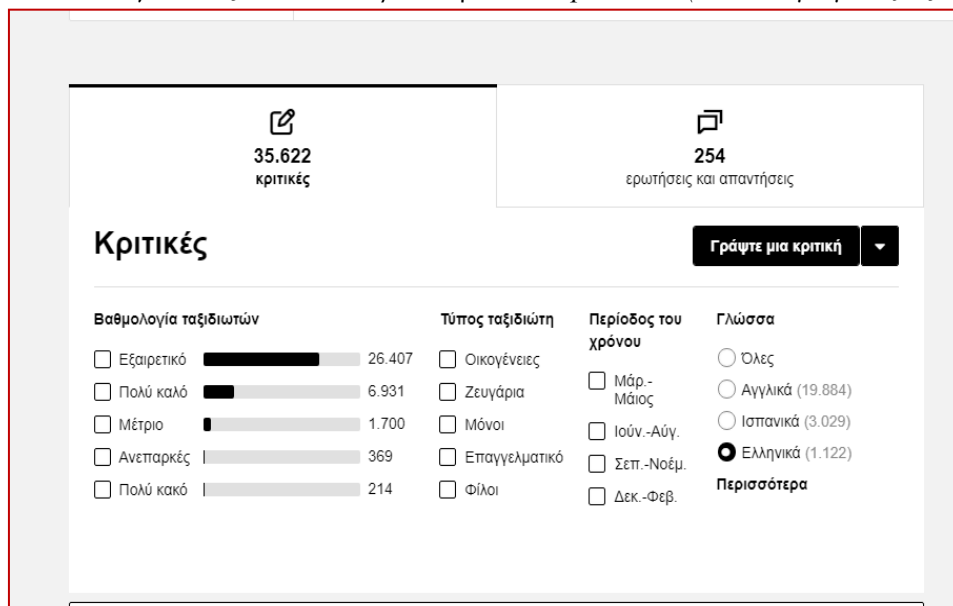 35.622
κριτικές
254
ερωτήσεις και απαντήσεις
Κριτικές
Γράψτε μια κριτική
Βαθμολογία ταξιδιωτών
Εξαιρετικό 26.407
Πολύ καλό 6.931
Μέτριο 1.700
Ανεπαρκές 369
Πολύ κακό 214
Τύπος ταξιδιώτη
Οικογένειες
Ζευγάρια
Μόνοι
Επαγγελματικό
Φίλοι
Περίοδος του
χρόνου
Μάρ.-
Μάιος
Ιούν.-Αύγ.
Σεπ.-Νοέμ.
Δεκ.-Φεβ.
Γλώσσα
Όλες
Αγγλικά (19.884)
Ισπανικά (3.029)
Ελληνικά (1.122)
Περισσότερα